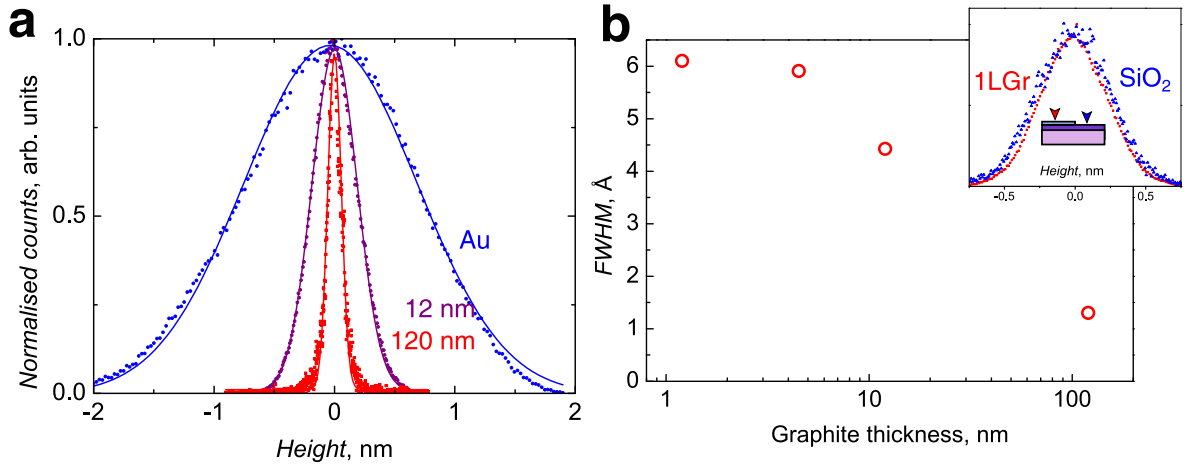 a
Normalised counts, arb. units
1.0
0.5
0.0
-2
-1
0
1
2
Height, nm
Au
12 nm
120 nm
b
FWHM, Å
6
5
4
3
2
1
0
1
10
100
Graphite thickness, nm
1LGr
SiO₂
Height, nm
-0.5
0.0
0.5